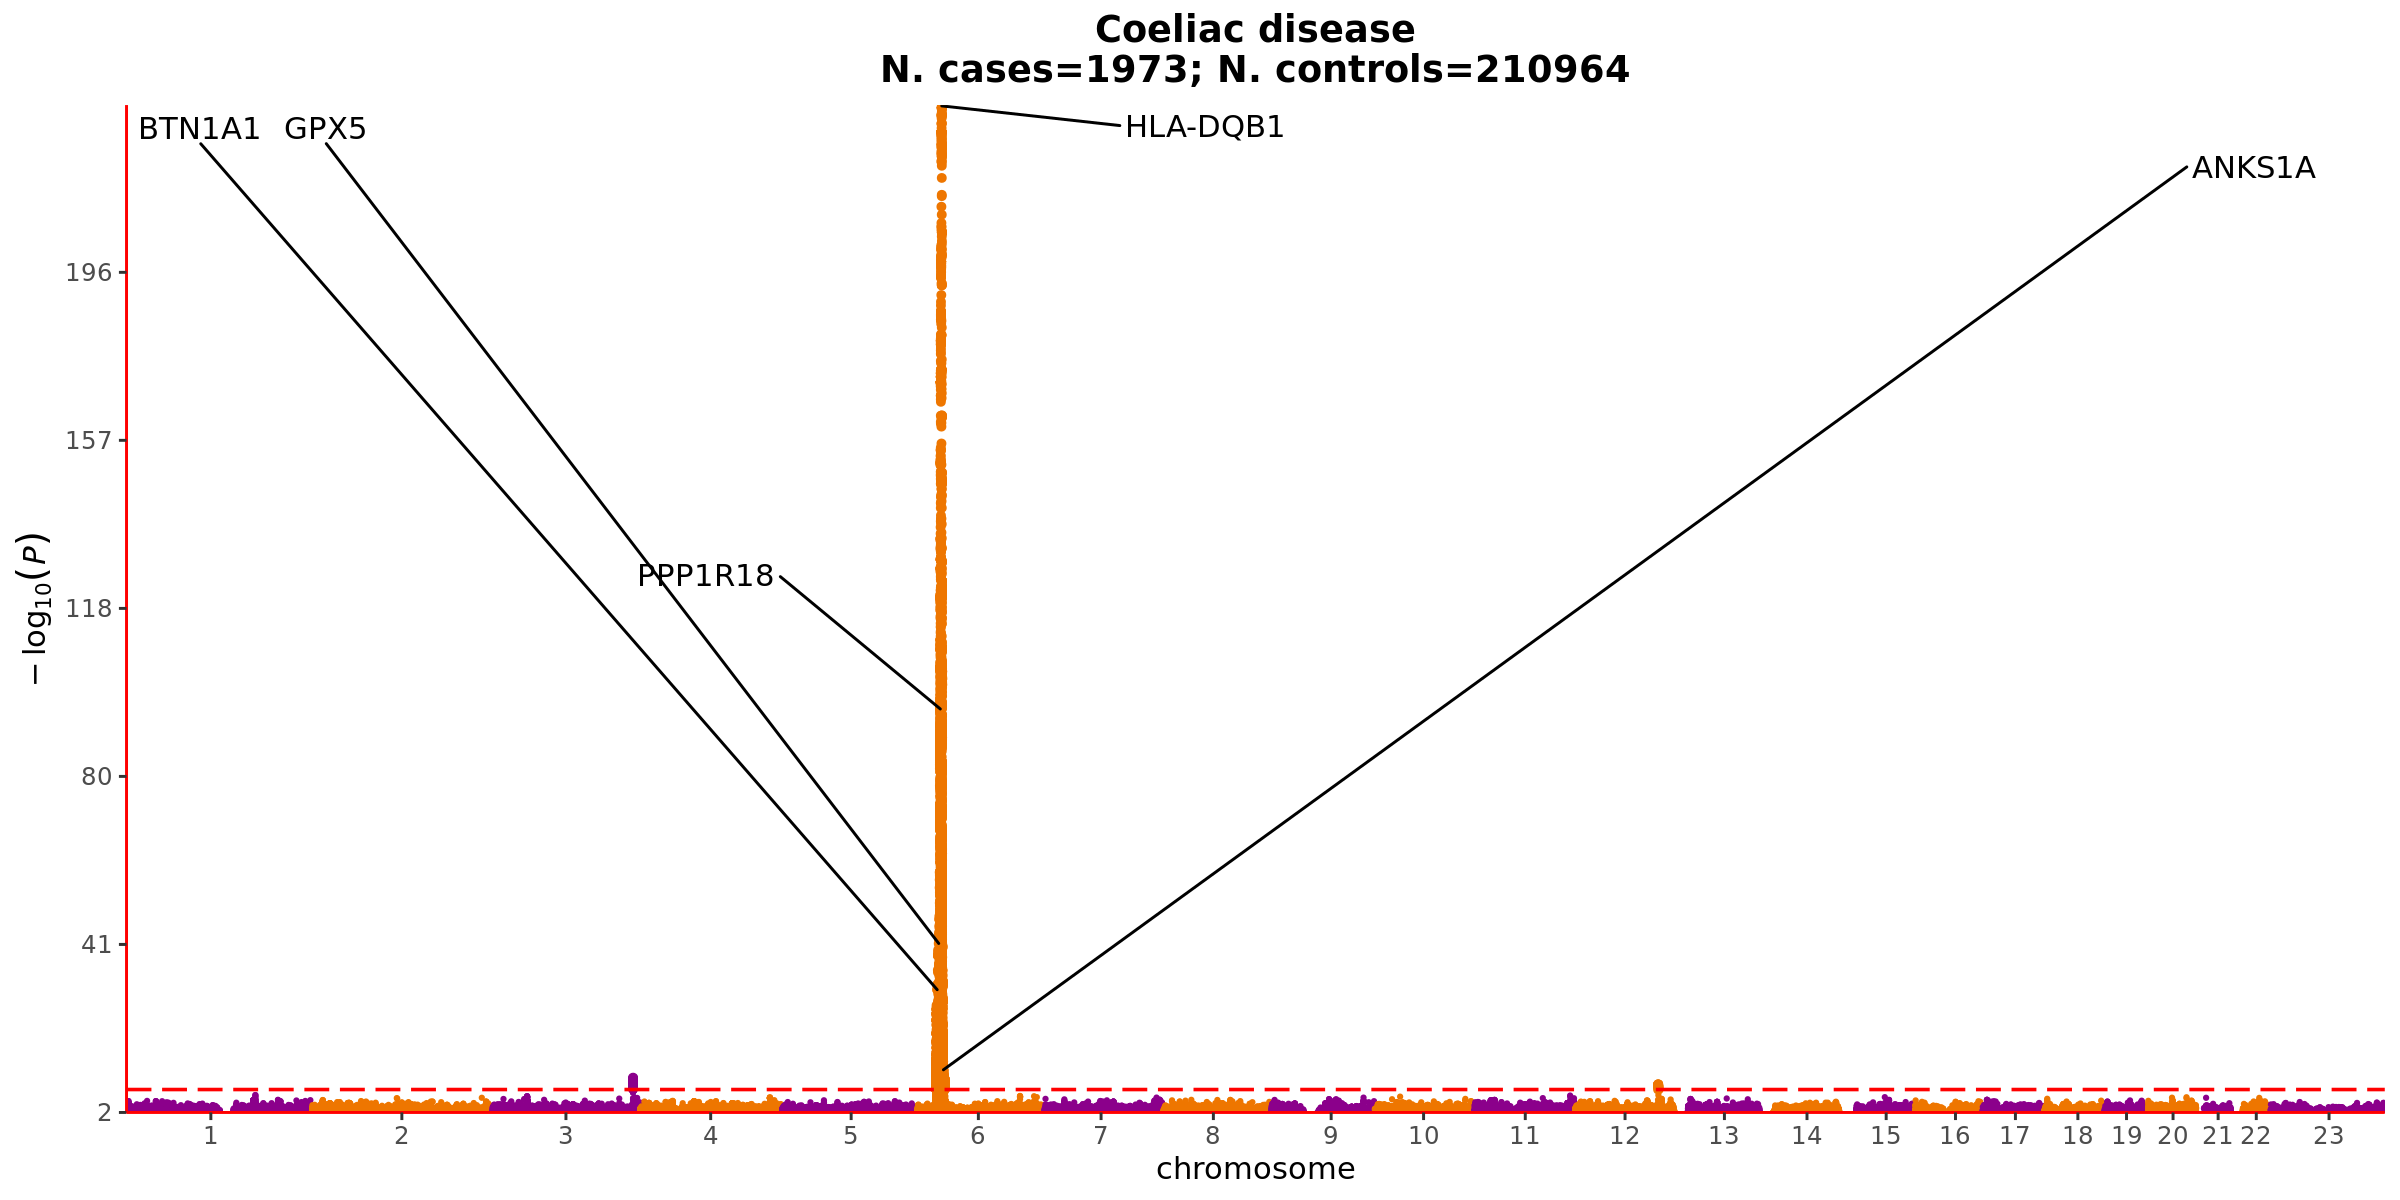 Coeliac disease
N. cases=1973; N. controls=210964
BTN1A1 GPX5 HLA-DQB1
ANKS1A
PPP1R18
196
157
118
80
41
2
−log10(P)
1 2 3 4 5 6 7 8 9 10 11 12 13 14 15 16 17 18 19 20 21 22 23
chromosome